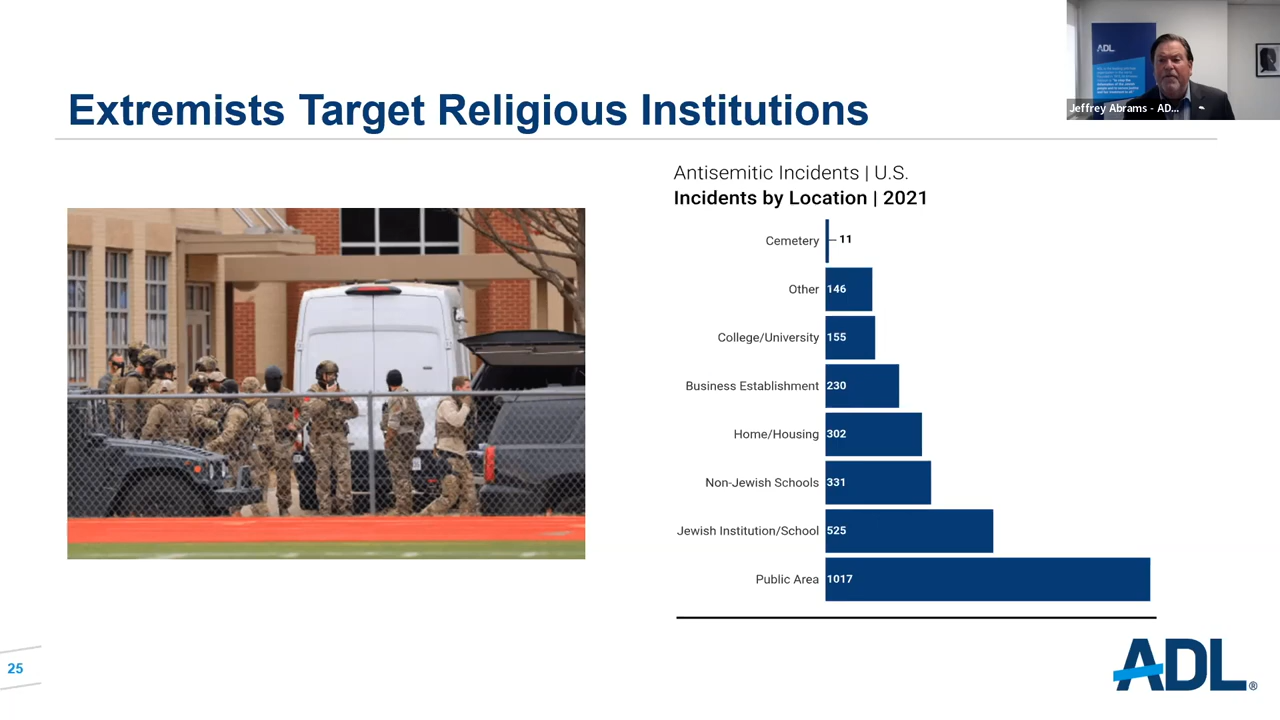 ADL
Jeffrey Abrams - AD...
Extremists Target Religious Institutions
Antisemitic Incidents | U.S.
Incidents by Location | 2021
Cemetery 11
Other 146
College/University 155
Business Establishment 230
Home/Housing 302
Non-Jewish Schools 331
Jewish Institution/School 525
Public Area 1017
25
ADL®